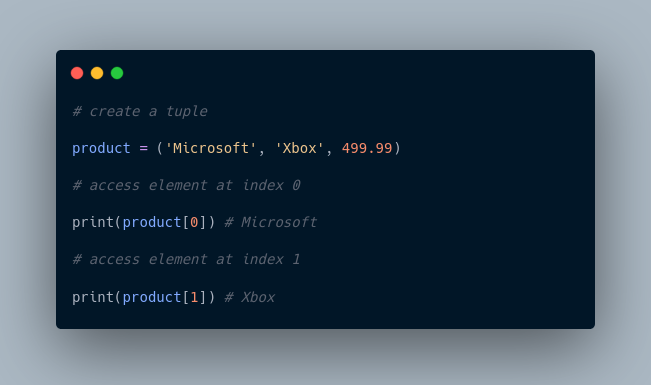 # create a tuple
product = ('Microsoft', 'Xbox', 499.99)
# access element at index 0
print(product[0]) # Microsoft
# access element at index 1
print(product[1]) # Xbox